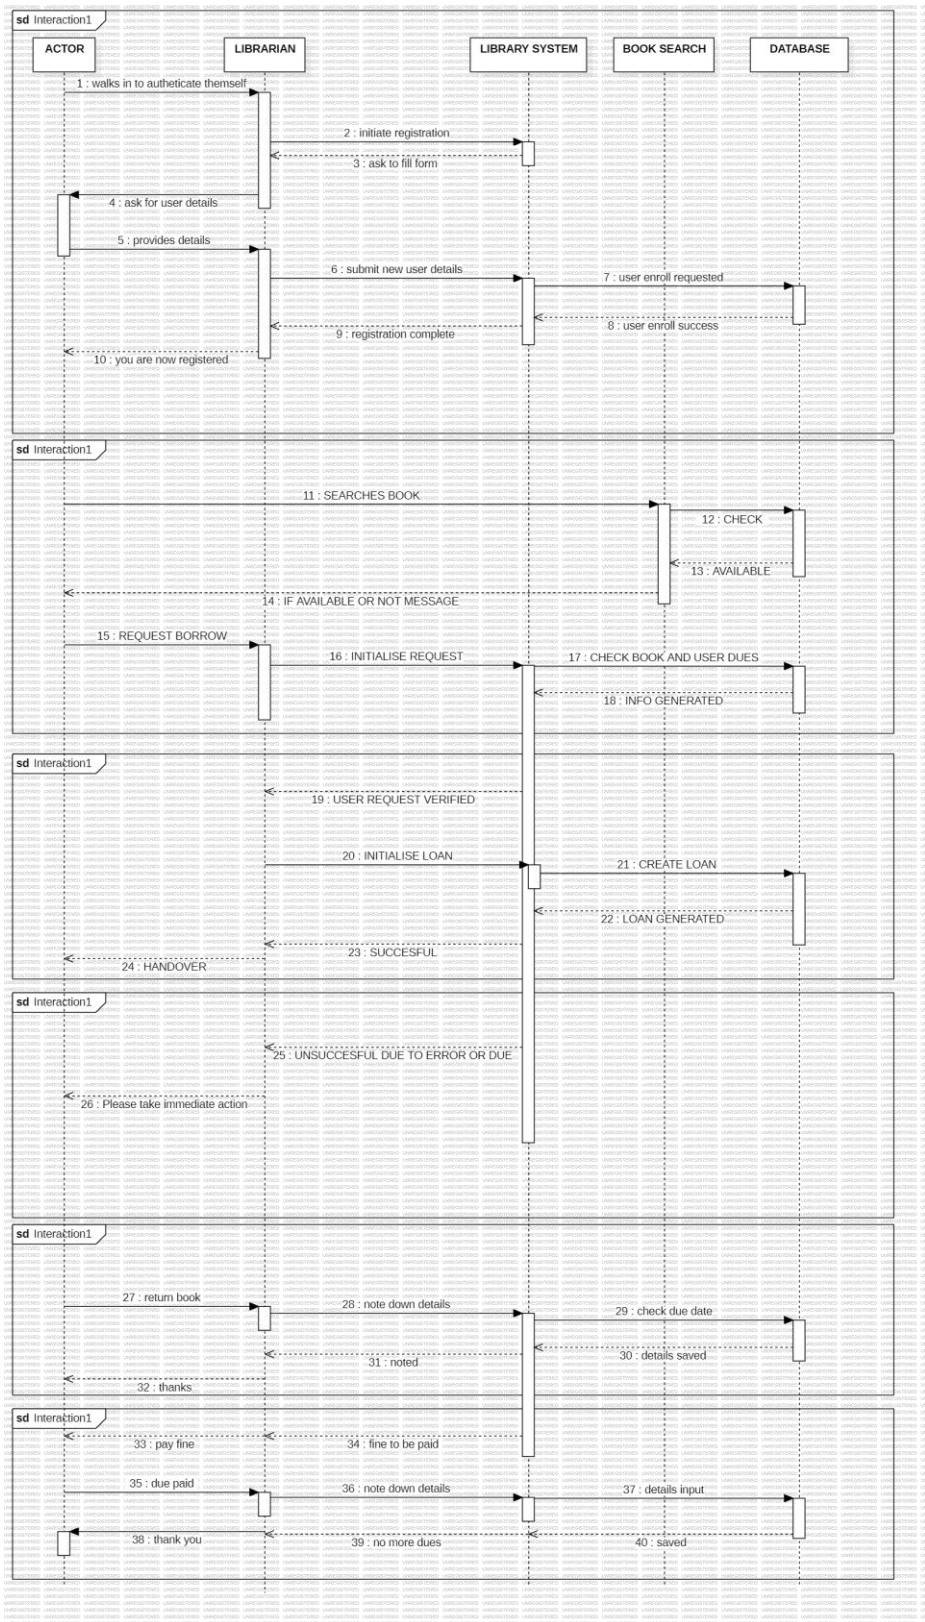 sd Interaction1
ACTOR
LIBRARIAN
LIBRARY SYSTEM
BOOK SEARCH
DATABASE
1 : walks in to autheticate themself
2 : initiate registration
3 : ask to fill form
4 : ask for user details
5 : provides details
6 : submit new user details
7 : user enroll requested
8 : user enroll success
9 : registration complete
10 : you are now registered
sd Interaction1
11 : SEARCHES BOOK
12 : CHECK
13 : AVAILABLE
14 : IF AVAILABLE OR NOT MESSAGE
15 : REQUEST BORROW
16 : INITIALISE REQUEST
17 : CHECK BOOK AND USER DUES
18 : INFO GENERATED
sd Interaction1
19 : USER REQUEST VERIFIED
20 : INITIALISE LOAN
21 : CREATE LOAN
22 : LOAN GENERATED
23 : SUCCESFUL
24 : HANDOVER
sd Interaction1
25 : UNSUCCESFUL DUE TO ERROR OR DUE
26 : Please take immediate action
sd Interaction1
27 : return book
28 : note down details
29 : check due date
30 : details saved
31 : noted
32 : thanks
sd Interaction1
33 : pay fine
34 : fine to be paid
35 : due paid
36 : note down details
37 : details input
38 : thank you
39 : no more dues
40 : saved